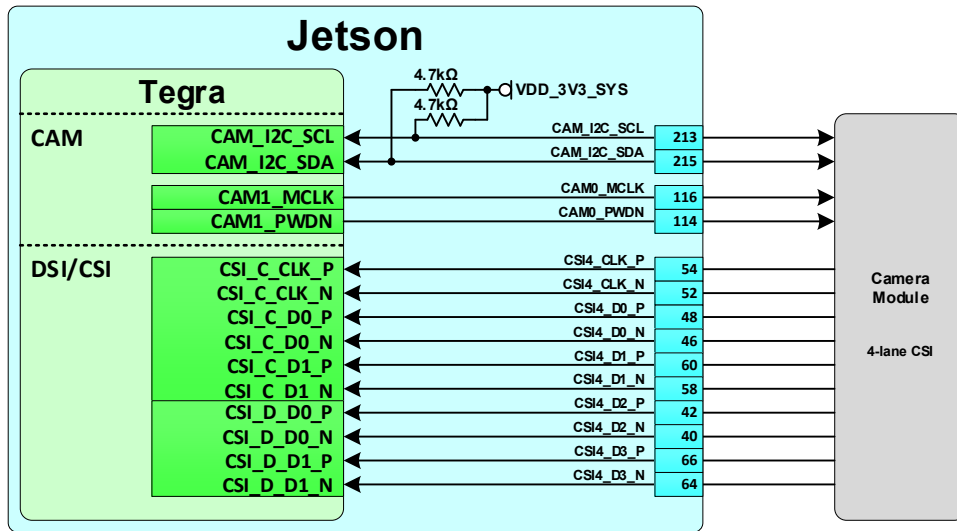 Jetson
Tegra
4.7kΩ
VDD_3V3_SYS
4.7kΩ
CAM
CAM_I2C_SCL
CAM_I2C_SCL
213
CAM_I2C_SDA
CAM_I2C_SDA
215
CAM1_MCLK
CAM0_MCLK
116
CAM1_PWDN
CAM0_PWDN
114
DSI/CSI
CSI_C_CLK_P
CSI4_CLK_P
54
CSI_C_CLK_N
CSI4_CLK_N
52
CSI_C_D0_P
CSI4_D0_P
48
CSI_C_D0_N
CSI4_D0_N
46
CSI_C_D1_P
CSI4_D1_P
60
CSI_C_D1_N
CSI4_D1_N
58
CSI_D_D0_P
CSI4_D2_P
42
CSI_D_D0_N
CSI4_D2_N
40
CSI_D_D1_P
CSI4_D3_P
66
CSI_D_D1_N
CSI4_D3_N
64
Camera
Module
4-lane CSI